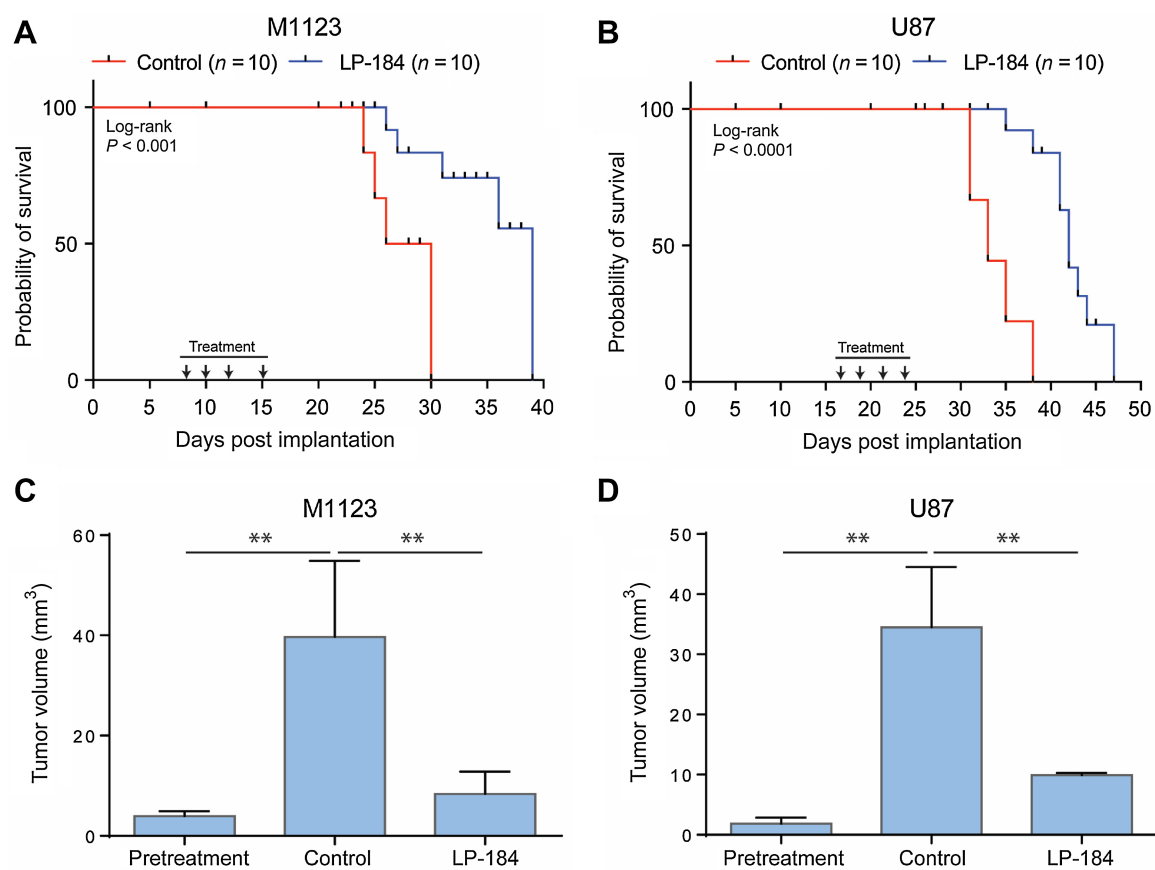 A
M1123
Control (n = 10) LP-184 (n = 10)
Probability of survival
100
50
0
Log-rank
P < 0.001
Treatment
0 5 10 15 20 25 30 35 40
Days post implantation
B
U87
Control (n = 10) LP-184 (n = 10)
Probability of survival
100
50
0
Log-rank
P < 0.0001
Treatment
0 5 10 15 20 25 30 35 40 45 50
Days post implantation
C
M1123
Tumor volume (mm3)
60
40
20
0
** **
Pretreatment Control LP-184
D
U87
Tumor volume (mm3)
50
40
30
20
10
0
** **
Pretreatment Control LP-184